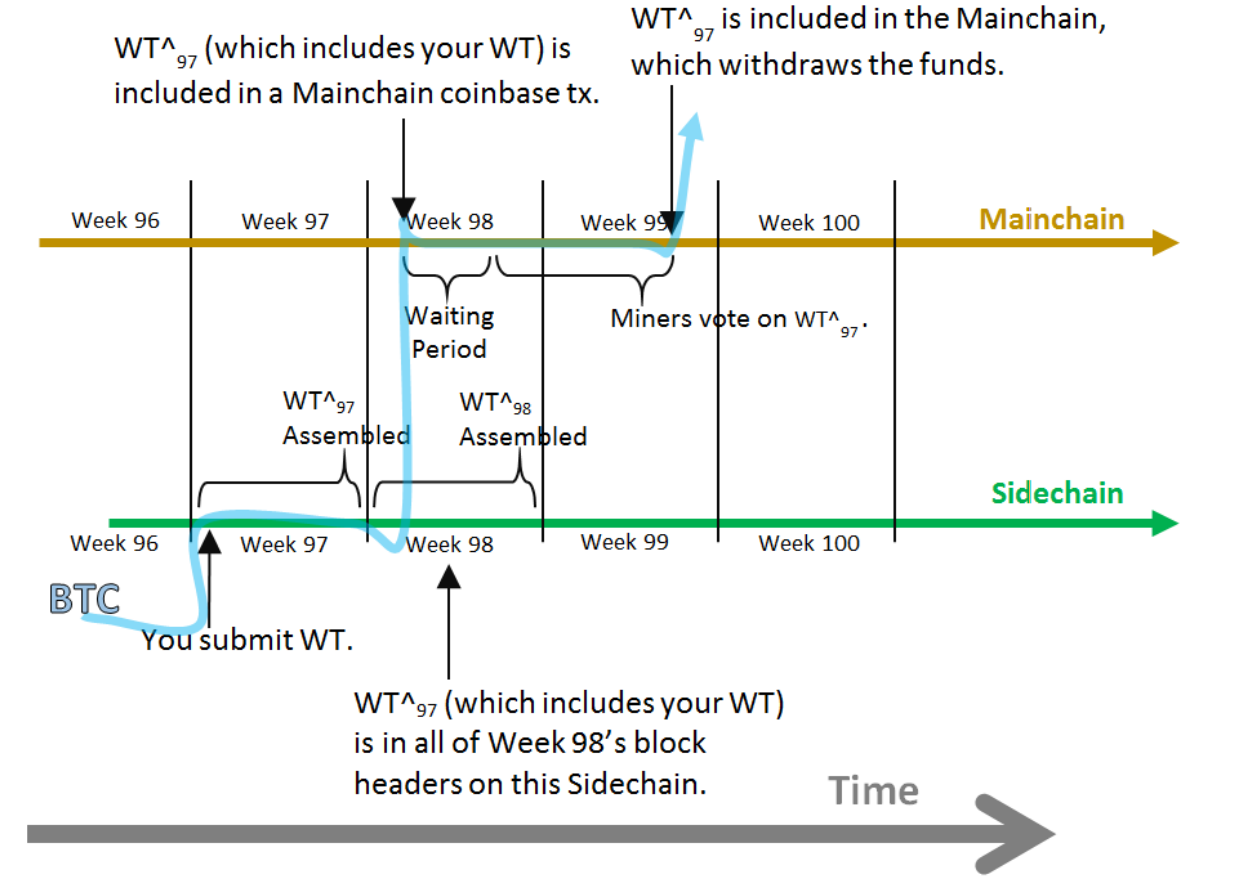 WT^97 (which includes your WT) is
included in a Mainchain coinbase tx.
WT^97 is included in the Mainchain,
which withdraws the funds.
Week 96
Week 97
Week 98
Week 99
Week 100
Mainchain
Waiting
Period
Miners vote on WT^97.
WT^97
Assembled
WT^98
Assembled
Sidechain
Week 96
Week 97
Week 98
Week 99
Week 100
BTC
You submit WT.
WT^97 (which includes your WT)
is in all of Week 98’s block
headers on this Sidechain.
Time